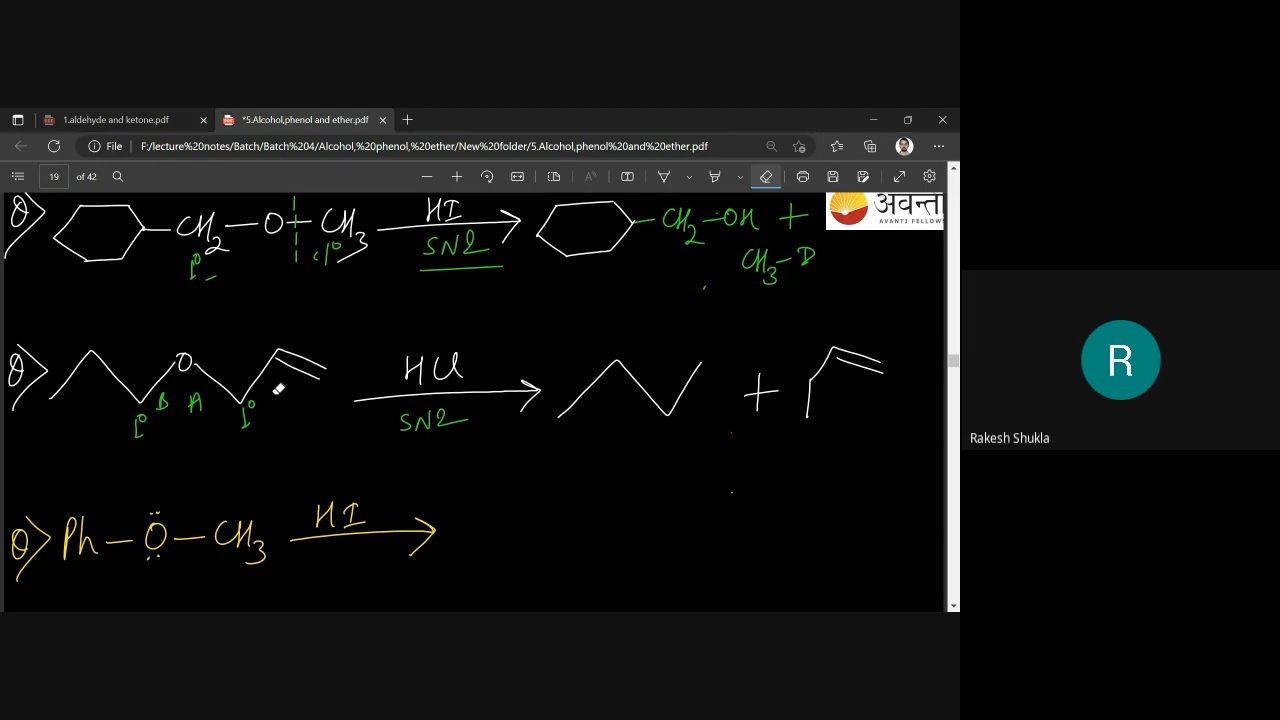 1.aldehyde and ketone.pdf
*5.Alcohol,phenol and ether.pdf
File F:/lecture%20notes/Batch/Batch%204/Alcohol,%20phenol,%20ether/New%20folder/5.Alcohol,phenol%20and%20ether.pdf
19 of 42
Q> CH2 - O - CH3 HI CH2 - OH +
1° 1° SN2 CH3 - I
अवन्ती
AVANTI FELLOWS
Q> O HCl +
1° B A 1° SN2
Q> Ph - O - CH3 HI
R
Rakesh Shukla